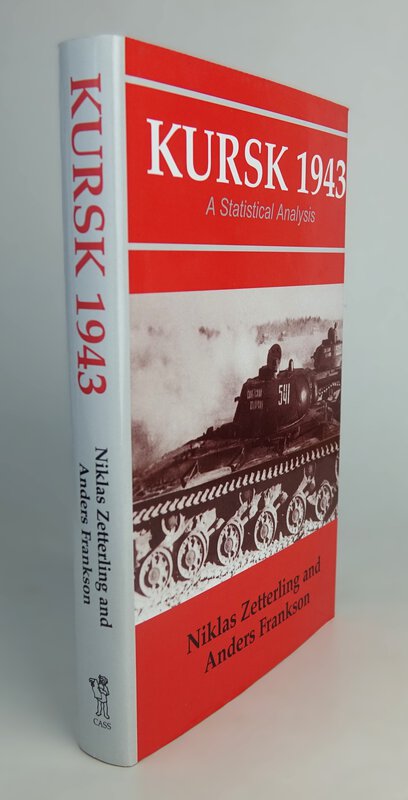 KURSK 1943
Niklas Zetterling and
Anders Frankson
CASS
KURSK 1943
A Statistical Analysis
541
Niklas Zetterling and
Anders Frankson